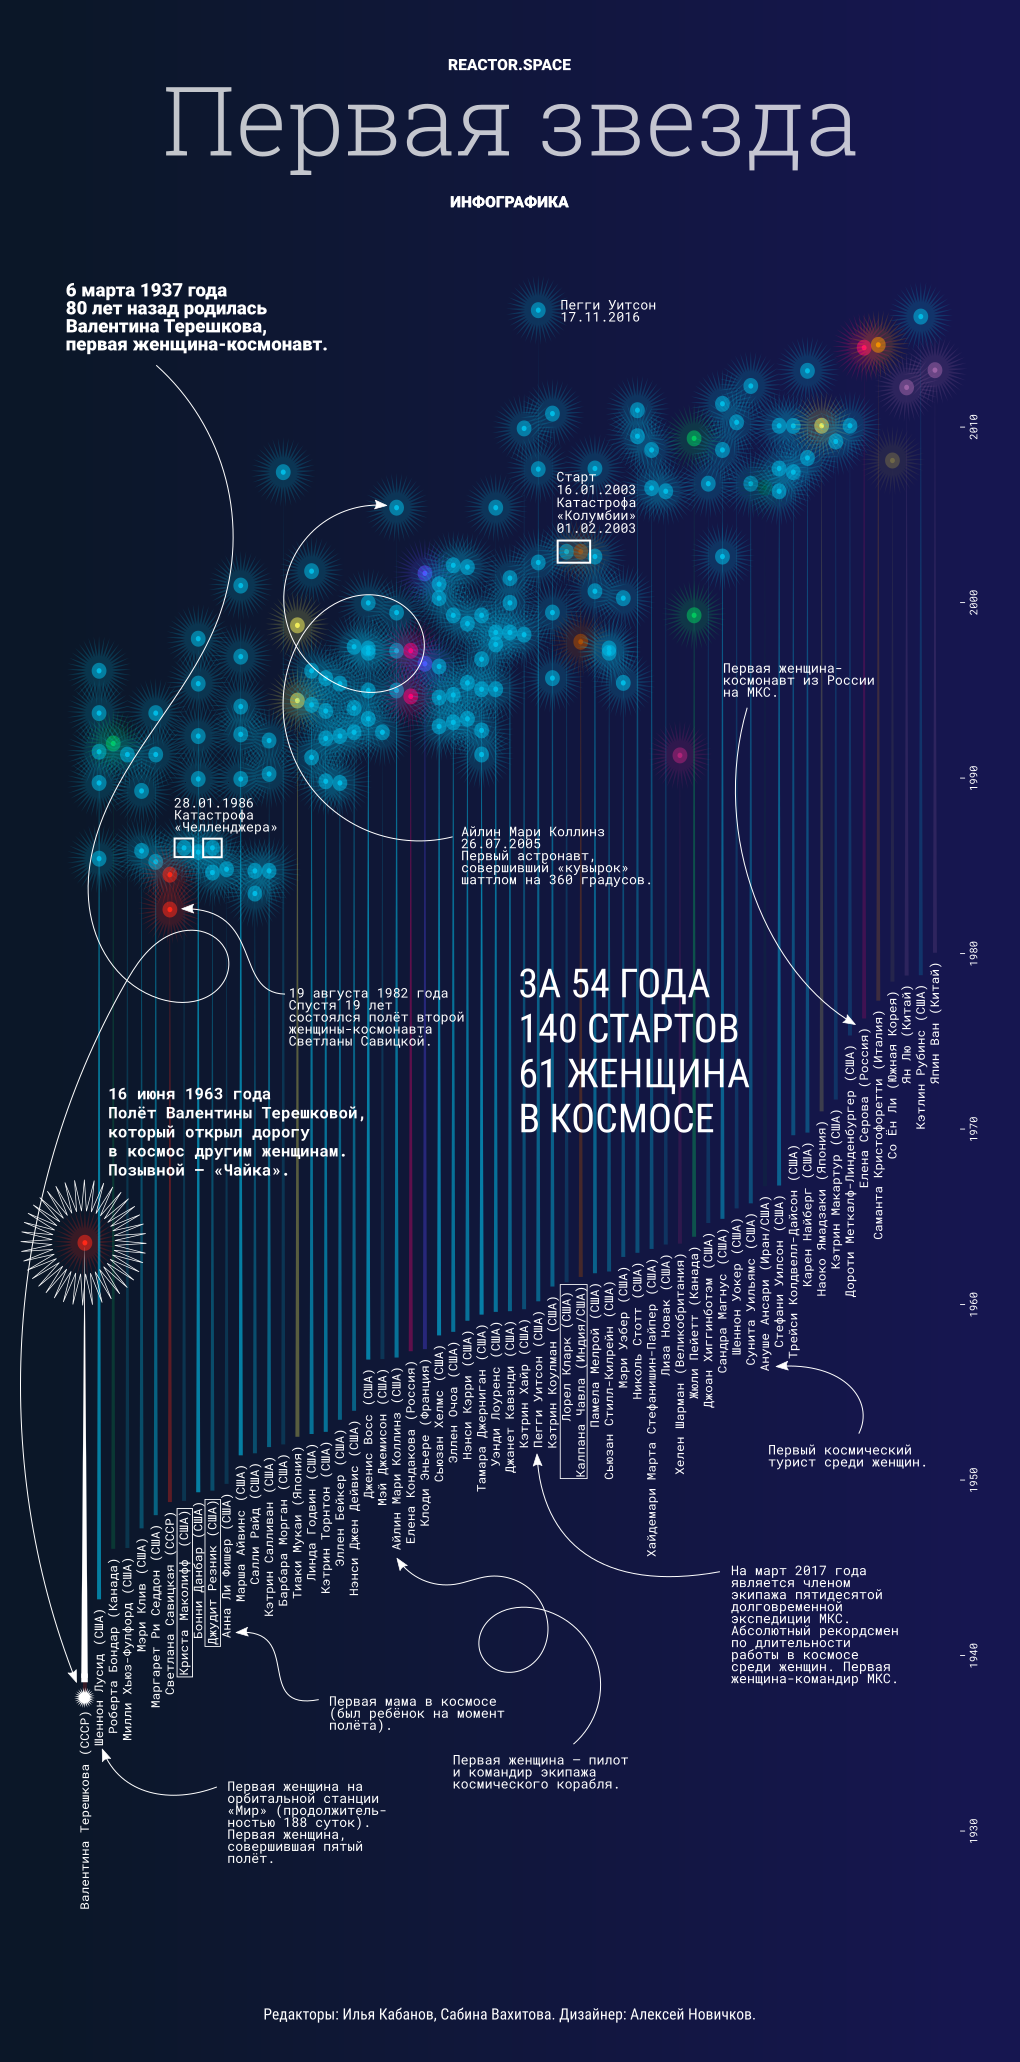 REACTOR.SPACE
Первая звезда
ИНФОГРАФИКА
6 марта 1937 года
80 лет назад родилась
Валентина Терешкова,
первая женщина-космонавт.
Пегги Уитсон
17.11.2016
Старт
16.01.2003
Катастрофа
«Колумбии»
01.02.2003
Первая женщина-
космонавт из России
на МКС.
28.01.1986
Катастрофа
«Челленджера»
Айлин Мари Коллинз
26.07.2005
Первый астронавт,
совершивший «кувырок»
шаттлом на 360 градусов.
19 августа 1982 года
Спустя 19 лет
состоялся полёт второй
женщины-космонавта
Светланы Савицкой.
ЗА 54 ГОДА
140 СТАРТОВ
61 ЖЕНЩИНА
В КОСМОСЕ
16 июня 1963 года
Полёт Валентины Терешковой,
который открыл дорогу
в космос другим женщинам.
Позывной — «Чайка».
2010
2000
1990
1980
1970
1960
1950
1940
1930
Валентина Терешкова (СССР)
Шеннон Лусид (США)
Роберта Бондар (Канада)
Милли Хьюз-Фулфорд (США)
Мэри Клив (США)
Маргарет Ри Седдон (США)
Светлана Савицкая (СССР)
Криста Маколифф (США)
Бонни Данбар (США)
Джудит Резник (США)
Анна Ли Фишер (США)
Марша Айвинс (США)
Салли Райд (США)
Кэтрин Салливан (США)
Барбара Морган (США)
Тиаки Мукаи (Япония)
Линда Годвин (США)
Кэтрин Торнтон (США)
Эллен Бейкер (США)
Нэнси Джен Дейвис (США)
Дженис Восс (США)
Мэй Джемисон (США)
Айлин Мари Коллинз (США)
Елена Кондакова (Россия)
Клоди Эньере (Франция)
Сьюзан Хелмс (США)
Эллен Очоа (США)
Нэнси Кэрри (США)
Тамара Джерниган (США)
Уэнди Лоуренс (США)
Джанет Каванди (США)
Кэтрин Хайр (США)
Пегги Уитсон (США)
Кэтрин Коулман (США)
Лорел Кларк (США)
Калпана Чавла (Индия/США)
Памела Мелрой (США)
Сьюзан Стилл-Килрейн (США)
Мэри Уэбер (США)
Николь Стотт (США)
Хайдемари Марта Стефанишин-Пайпер (США)
Лиза Новак (США)
Хелен Шарман (Великобритания)
Жюли Пейетт (Канада)
Джоан Хиггинботэм (США)
Сандра Магнус (США)
Шеннон Уокер (США)
Сунита Уильямс (США)
Ануше Ансари (Иран/США)
Стефани Уилсон (США)
Трейси Колдвелл-Дайсон (США)
Карен Найберг (США)
Наоко Ямадзаки (Япония)
Кэтрин Макартур (США)
Дороти Меткалф-Линденбургер (США)
Елена Серова (Россия)
Саманта Кристофоретти (Италия)
Со Ён Ли (Южная Корея)
Ян Лю (Китай)
Кэтлин Рубинс (США)
Япин Ван (Китай)
Первый космический
турист среди женщин.
На март 2017 года
является членом
экипажа пятидесятой
долговременной
экспедиции МКС.
Абсолютный рекордсмен
по длительности
работы в космосе
среди женщин. Первая
женщина-командир МКС.
Первая мама в космосе
(был ребёнок на момент
полёта).
Первая женщина — пилот
и командир экипажа
космического корабля.
Первая женщина на
орбитальной станции
«Мир» (продолжитель-
ностью 188 суток).
Первая женщина,
совершившая пятый
полёт.
Редакторы: Илья Кабанов, Сабина Вахитова. Дизайнер: Алексей Новичков.